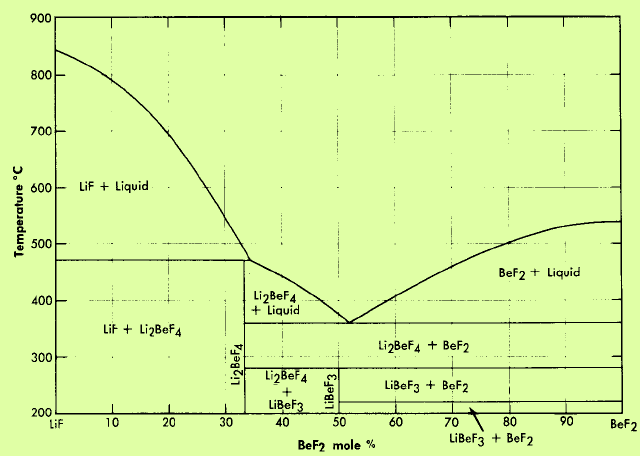 900
800
700
600
500
400
300
200
Temperature °C
LiF + Liquid
BeF2 + Liquid
Li2BeF4
+ Liquid
LiF + Li2BeF4
Li2BeF4 + BeF2
Li2BeF4
Li2BeF4
+
LiBeF3
LiBeF3
LiBeF3 + BeF2
LiF 10 20 30 40 50 60 70 80 90 BeF2
LiBeF3 + BeF2
BeF2 mole %